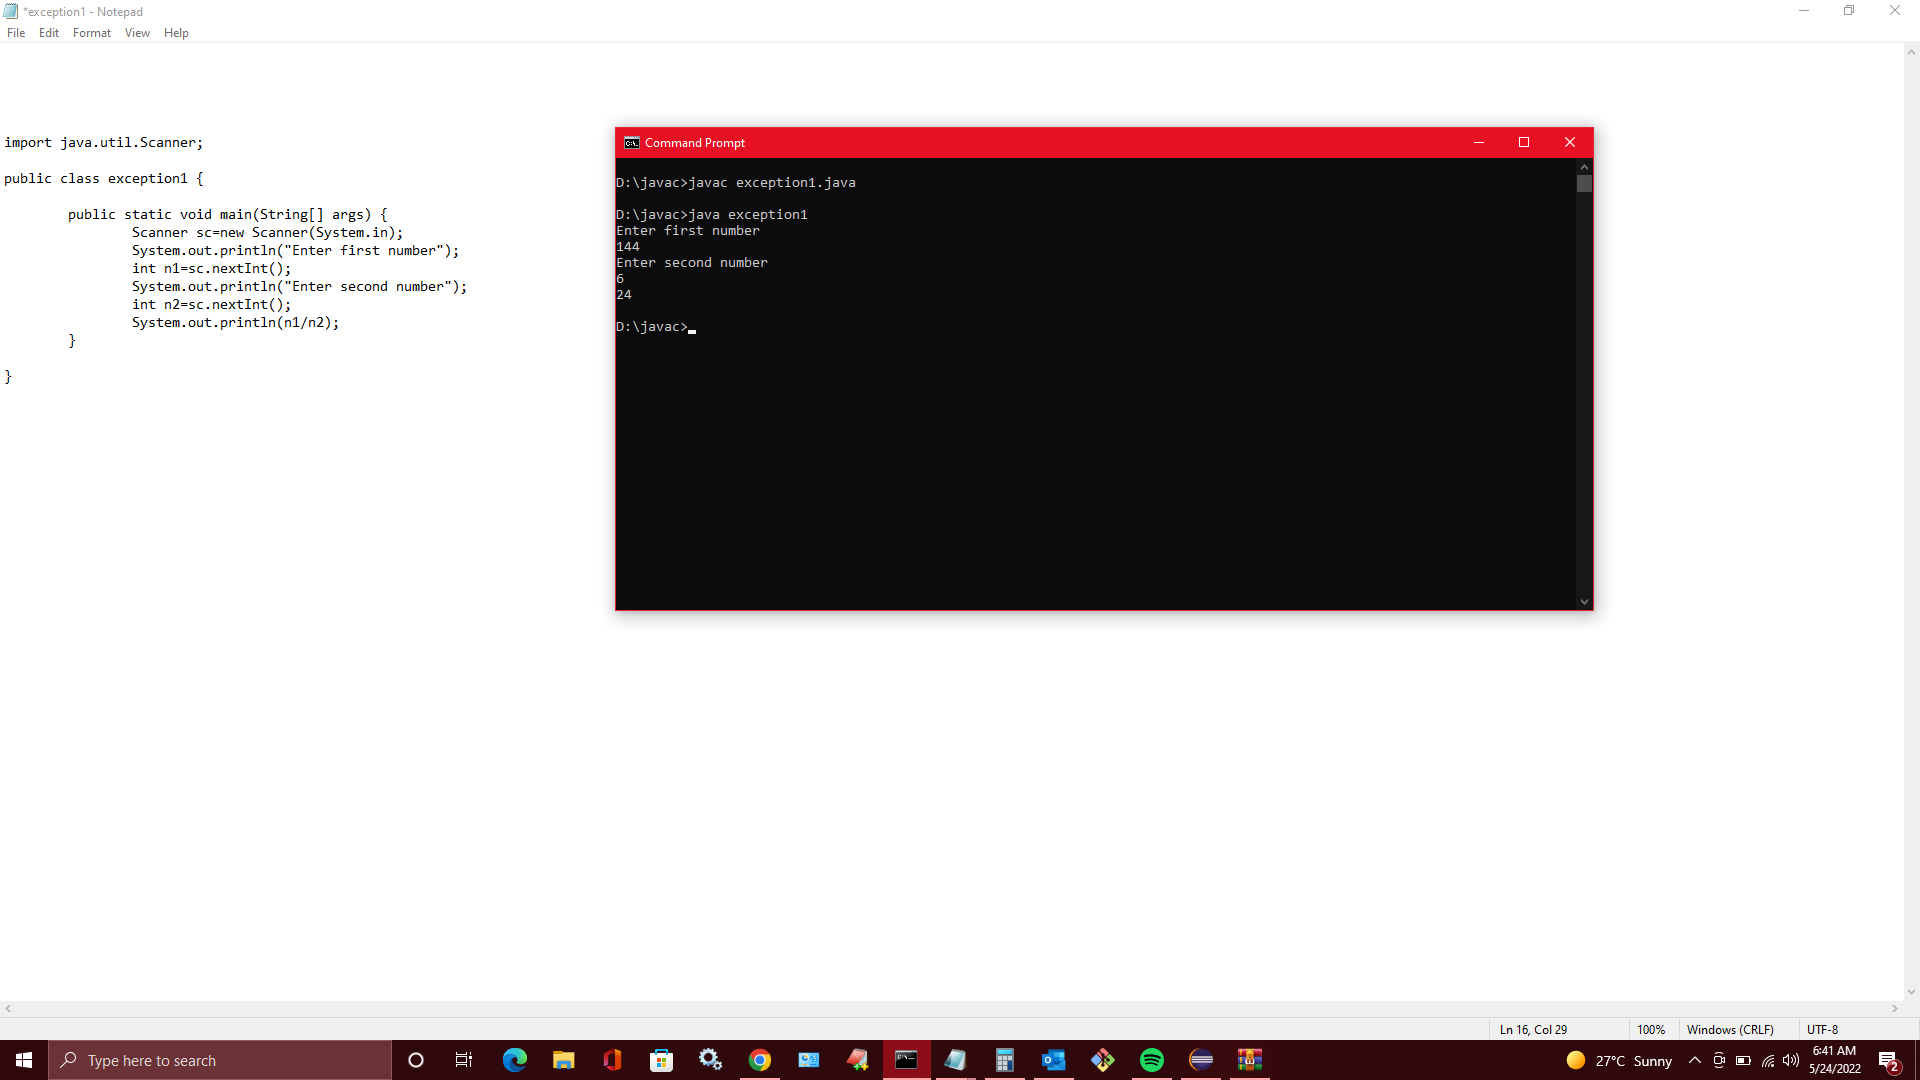 *exception1 - Notepad
File Edit Format View Help
import java.util.Scanner;
public class exception1 {
public static void main(String[] args) {
Scanner sc=new Scanner(System.in);
System.out.println("Enter first number");
int n1=sc.nextInt();
System.out.println("Enter second number");
int n2=sc.nextInt();
System.out.println(n1/n2);
}
}
Command Prompt
D:\javac>javac exception1.java
D:\javac>java exception1
Enter first number
144
Enter second number
6
24
D:\javac>
Ln 16, Col 29 100% Windows (CRLF) UTF-8
Type here to search
27°C Sunny
6:41 AM
5/24/2022
2